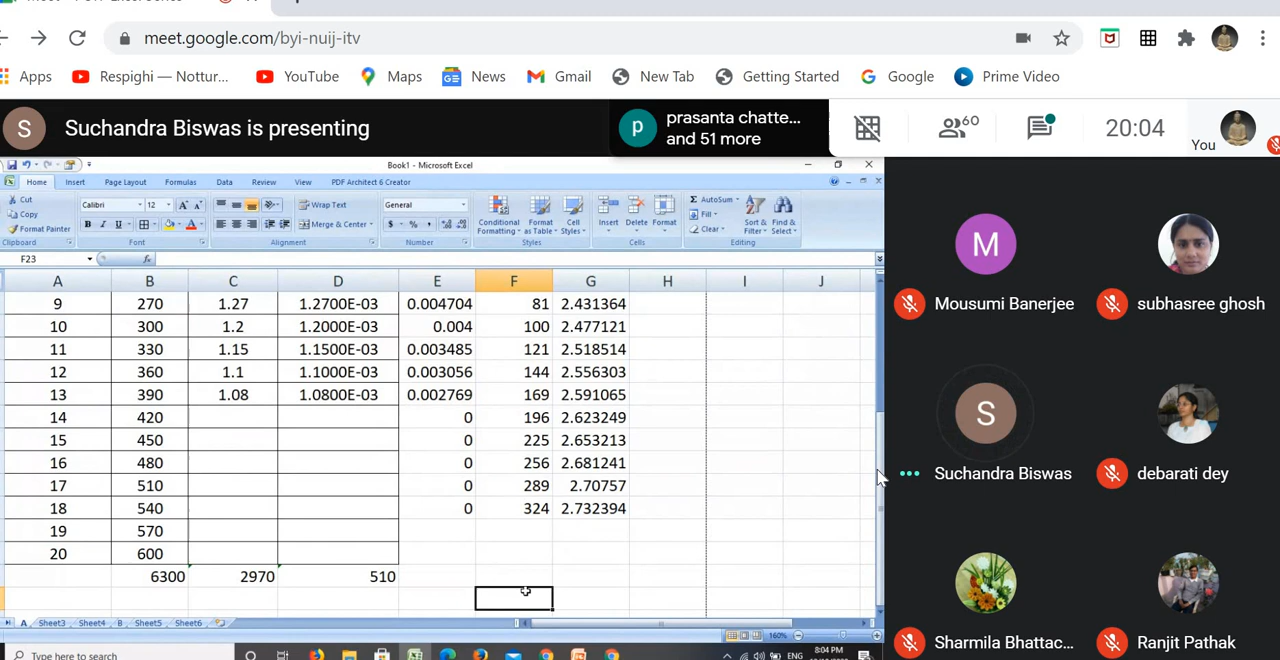 meet.google.com/byi-nuij-itv
Apps Respighi — Nottur... YouTube Maps News Gmail New Tab Getting Started Google Prime Video
S Suchandra Biswas is presenting
p prasanta chatte...
and 51 more
60
20:04
You
Book1 - Microsoft Excel
Home Insert Page Layout Formulas Data Review View PDF Architect 6 Creator
Cut
Copy
Format Painter
Calibri 12
Wrap Text
Merge & Center
General
Conditional Formatting
Format as Table
Cell Styles
Insert Delete Format
AutoSum
Fill
Clear
Sort & Filter
Find & Select
Clipboard Font Alignment Number Styles Cells Editing
F23 fx
A B C D E F G H I J
9 270 1.27 1.2700E-03 0.004704 81 2.431364
10 300 1.2 1.2000E-03 0.004 100 2.477121
11 330 1.15 1.1500E-03 0.003485 121 2.518514
12 360 1.1 1.1000E-03 0.003056 144 2.556303
13 390 1.08 1.0800E-03 0.002769 169 2.591065
14 420 0 196 2.623249
15 450 0 225 2.653213
16 480 0 256 2.681241
17 510 0 289 2.70757
18 540 0 324 2.732394
19 570
20 600
6300 2970 510
A Sheet3 Sheet4 B Sheet5 Sheet6
160%
Type here to search
ENG
8:04 PM
M
Mousumi Banerjee
subhasree ghosh
S
Suchandra Biswas
debarati dey
Sharmila Bhattac...
Ranjit Pathak